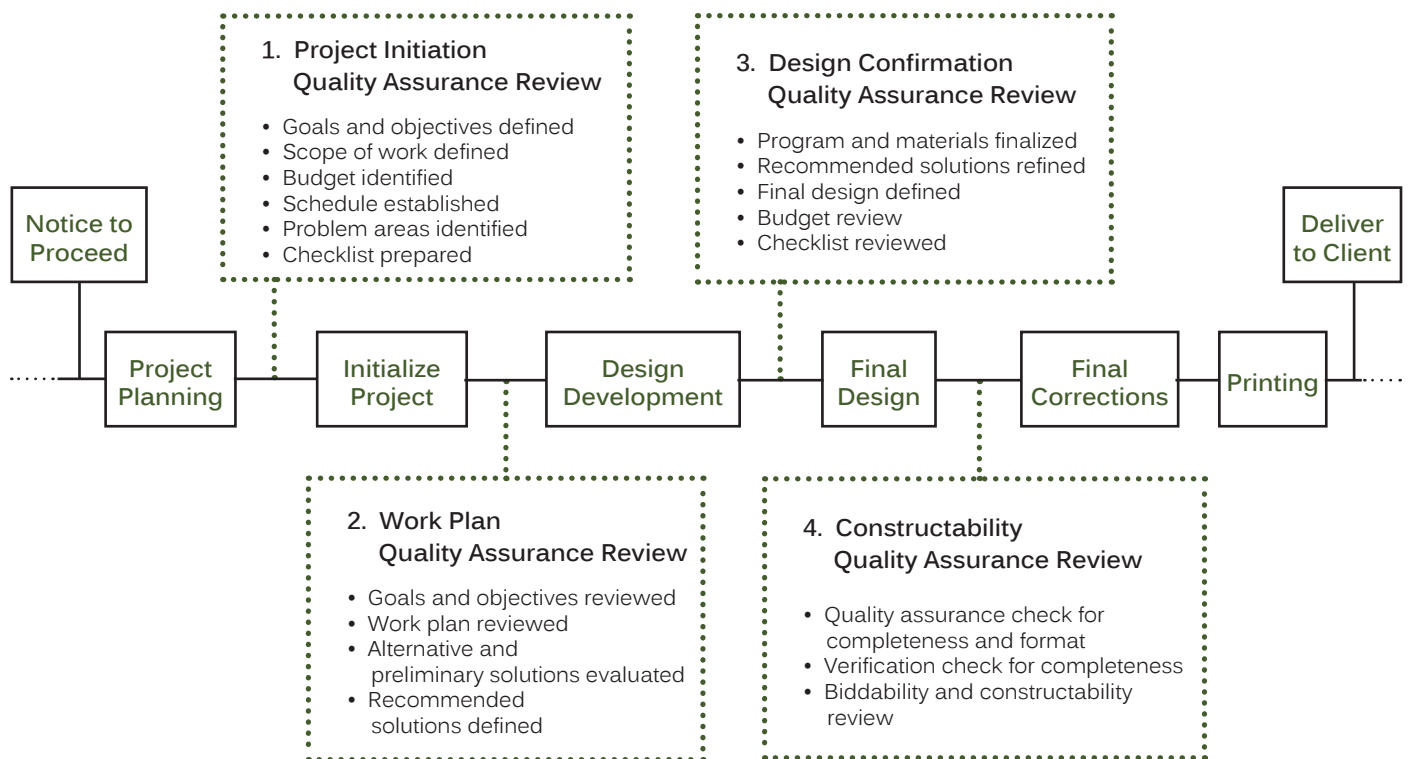 1. Project Initiation
Quality Assurance Review
• Goals and objectives defined
• Scope of work defined
• Budget identified
• Schedule established
• Problem areas identified
• Checklist prepared
3. Design Confirmation
Quality Assurance Review
• Program and materials finalized
• Recommended solutions refined
• Final design defined
• Budget review
• Checklist reviewed
Notice to
Proceed
Deliver
to Client
Project
Planning
Initialize
Project
Design
Development
Final
Design
Final
Corrections
Printing
2. Work Plan
Quality Assurance Review
• Goals and objectives reviewed
• Work plan reviewed
• Alternative and
preliminary solutions evaluated
• Recommended
solutions defined
4. Constructability
Quality Assurance Review
• Quality assurance check for
completeness and format
• Verification check for completeness
• Biddability and constructability
review